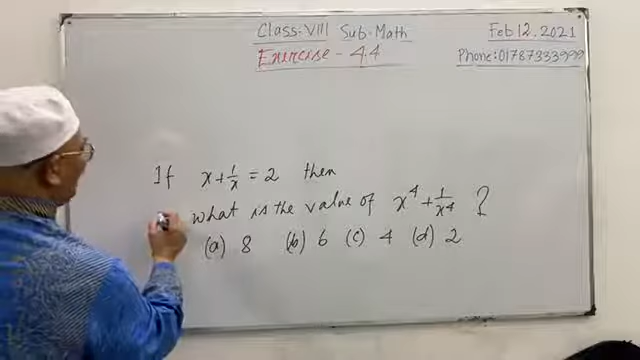 Class-VIII Sub-Math Feb 12.2021
Exercise - 4.4 Phone:01787333999
If x+1/x = 2 then
what is the value of x⁴+1/x⁴ ?
(a) 8 (b) 6 (c) 4 (d) 2